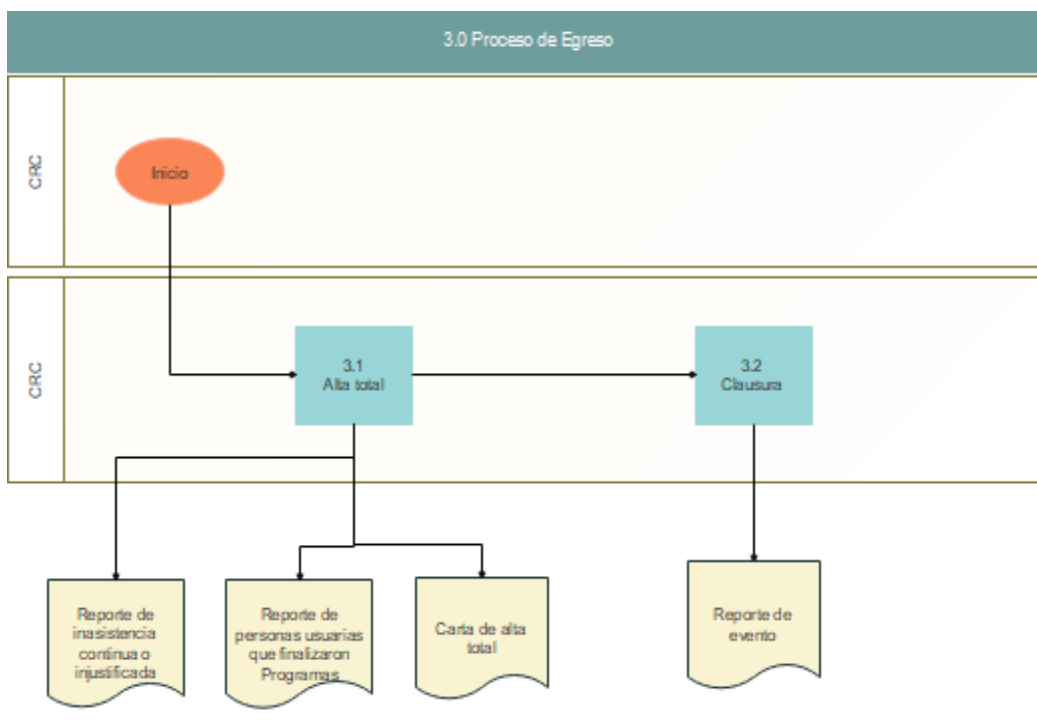 3.0 Proceso de Egreso
CRC
Inicio
CRC
3.1
Alta total
3.2
Clausura
Reporte de
inasistencia
continua o
injustificada
Reporte de
personas usuarias
que finalizaron
Programas
Carta de alta
total
Reporte de
evento